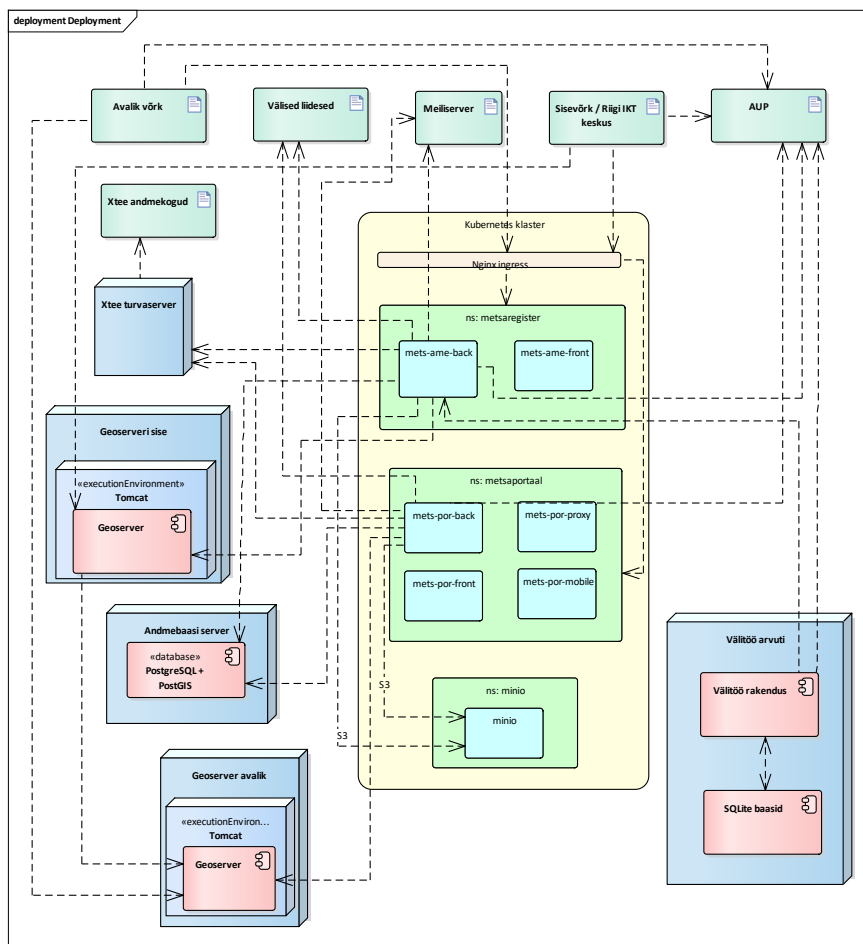 deployment Deployment
Avalik võrk
Välised liidesed
Meiliserver
Sisevõrk / Riigi IKT
keskus
AUP
Xtee andmekogud
Kubernetes klaster
Nginx ingress
Xtee turvaserver
ns: metsaregister
mets-ame-back
mets-ame-front
Geoserveri sise
«executionEnvironment»
Tomcat
Geoserver
ns: metsaportaal
mets-por-back
mets-por-proxy
mets-por-front
mets-por-mobile
Andmebaasi server
«database»
PostgreSQL +
PostGIS
Välitöö arvuti
Välitöö rakendus
SQLite baasid
S3
ns: minio
minio
S3
Geoserver avalik
«executionEnviron...
Tomcat
Geoserver